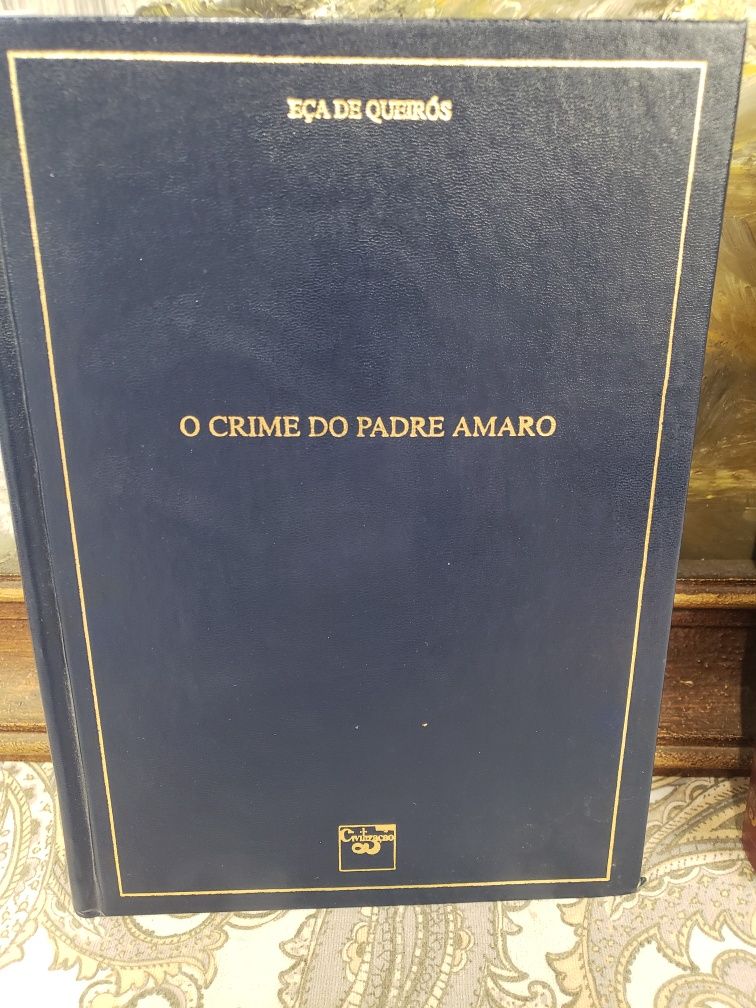 EÇA DE QUEIRÓS
O CRIME DO PADRE AMARO
Civilização